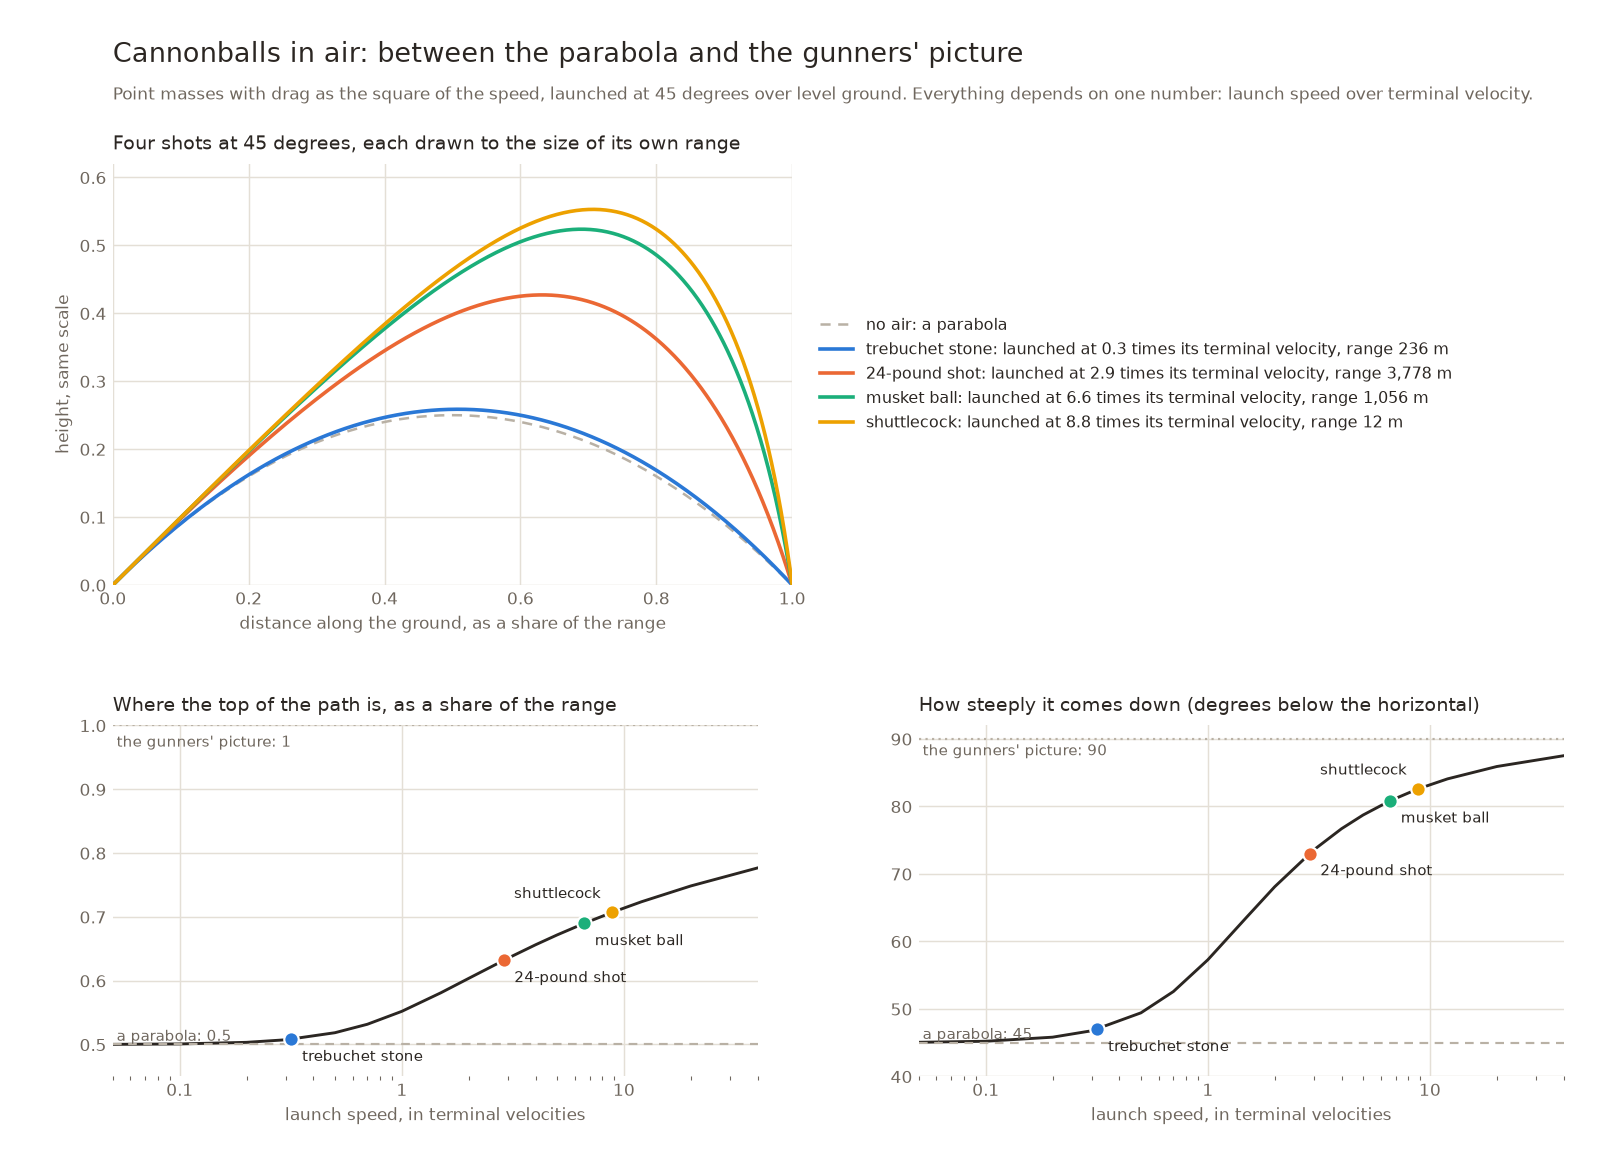 Cannonballs in air: between the parabola and the gunners' picture
Point masses with drag as the square of the speed, launched at 45 degrees over level ground. Everything depends on one number: launch speed over terminal velocity.
Four shots at 45 degrees, each drawn to the size of its own range
height, same scale
0.6
0.5
0.4
0.3
0.2
0.1
0.0
0.0 0.2 0.4 0.6 0.8 1.0
distance along the ground, as a share of the range
no air: a parabola
trebuchet stone: launched at 0.3 times its terminal velocity, range 236 m
24-pound shot: launched at 2.9 times its terminal velocity, range 3,778 m
musket ball: launched at 6.6 times its terminal velocity, range 1,056 m
shuttlecock: launched at 8.8 times its terminal velocity, range 12 m
Where the top of the path is, as a share of the range
1.0
the gunners' picture: 1
0.9
0.8
shuttlecock
0.7
musket ball
24-pound shot
0.6
a parabola: 0.5
0.5
trebuchet stone
0.1 1 10
launch speed, in terminal velocities
How steeply it comes down (degrees below the horizontal)
90
the gunners' picture: 90
shuttlecock
80
musket ball
70
24-pound shot
60
50
a parabola: 45
trebuchet stone
40
0.1 1 10
launch speed, in terminal velocities